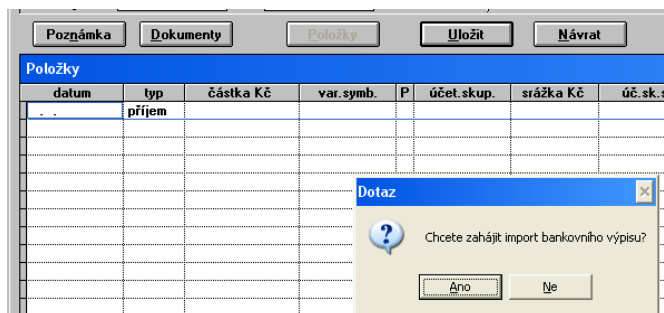 Poznámka Dokumenty Položky Uložit Návrat
Položky
datum typ částka Kč var.symb. P účet.skup. srážka Kč úč.sk.s
. . příjem
Dotaz
Chcete zahájit import bankovního výpisu?
Ano Ne